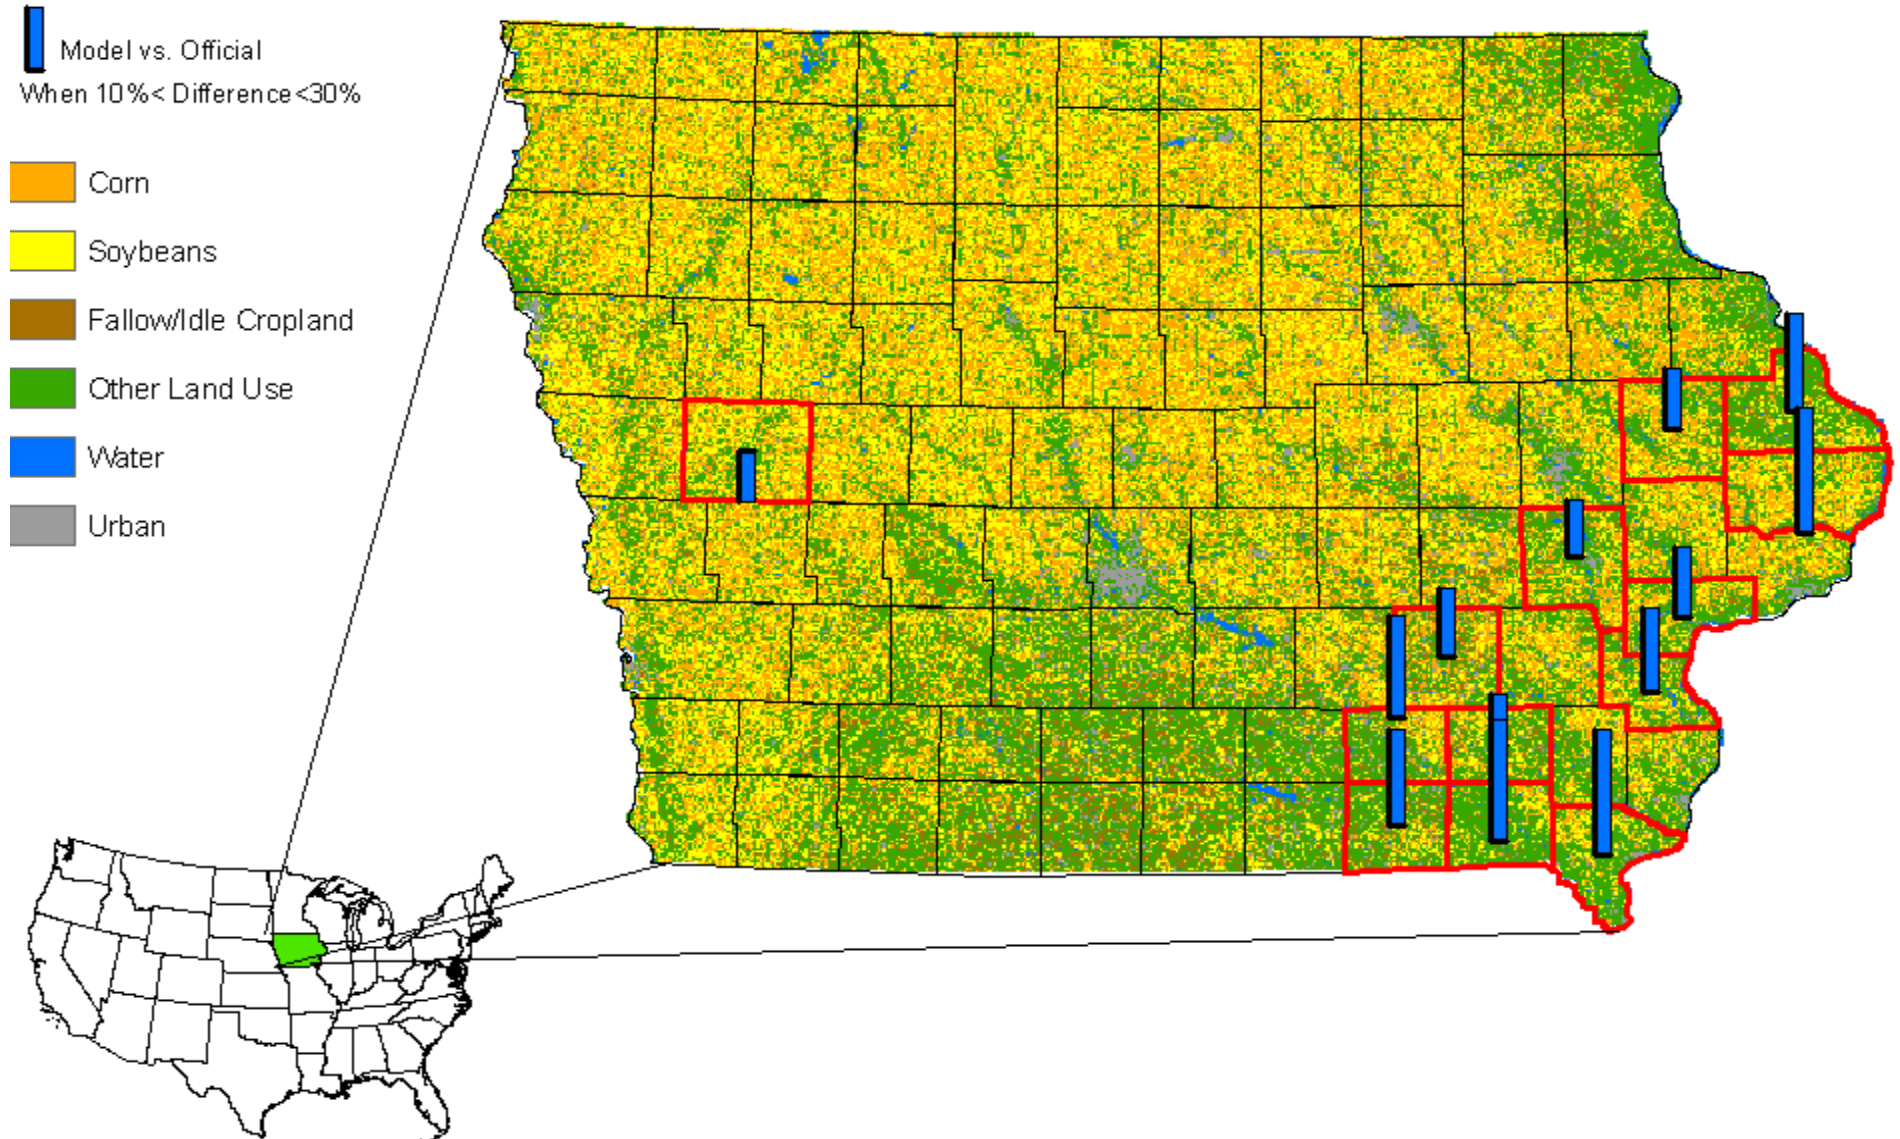 Model vs. Official
When 10%< Difference<30%
Corn
Soybeans
Fallow/Idle Cropland
Other Land Use
Water
Urban